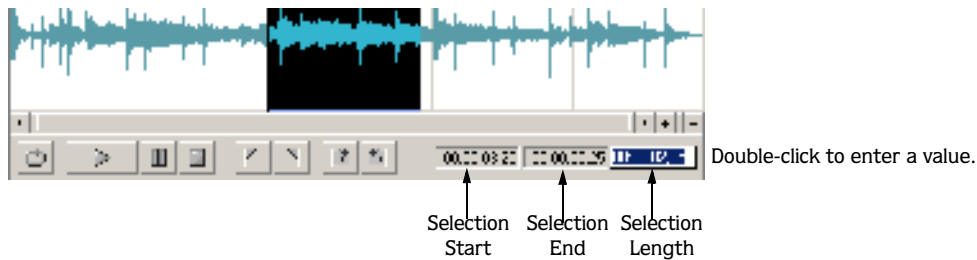 Double-click to enter a value.
Selection Start
Selection End
Selection Length